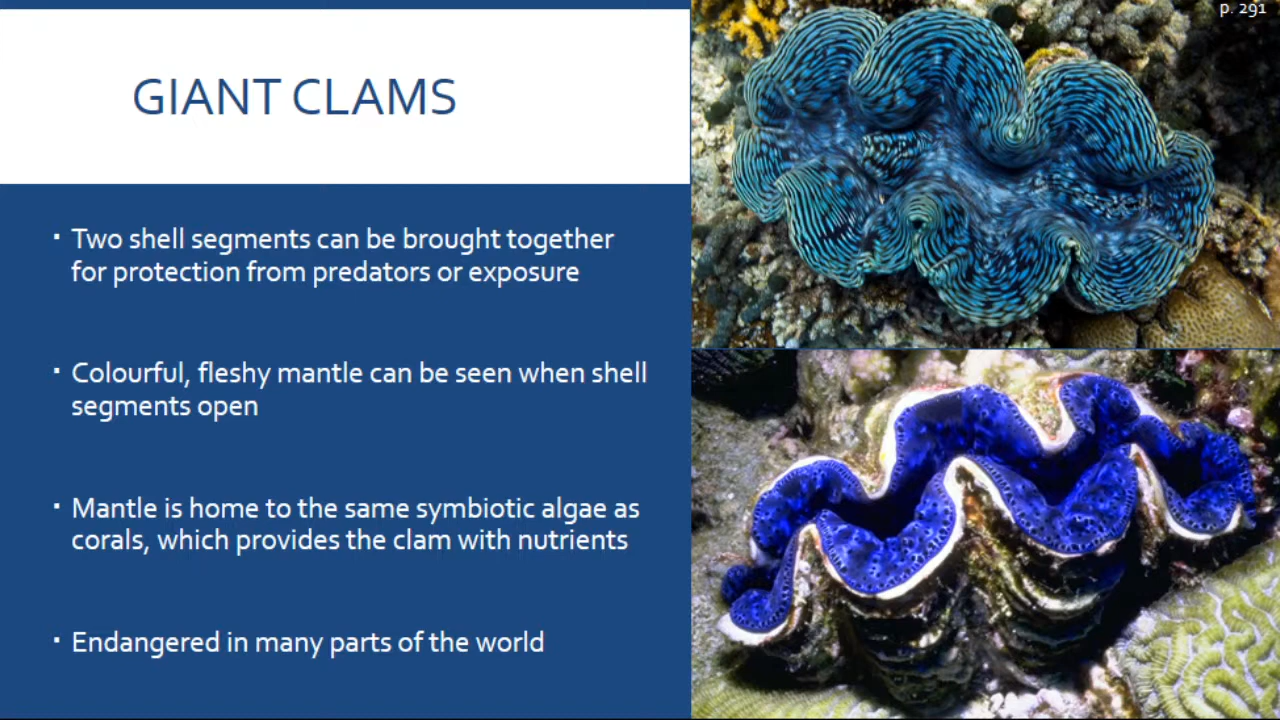 p. 291
GIANT CLAMS
▪ Two shell segments can be brought together
for protection from predators or exposure
▪ Colourful, fleshy mantle can be seen when shell
segments open
▪ Mantle is home to the same symbiotic algae as
corals, which provides the clam with nutrients
▪ Endangered in many parts of the world